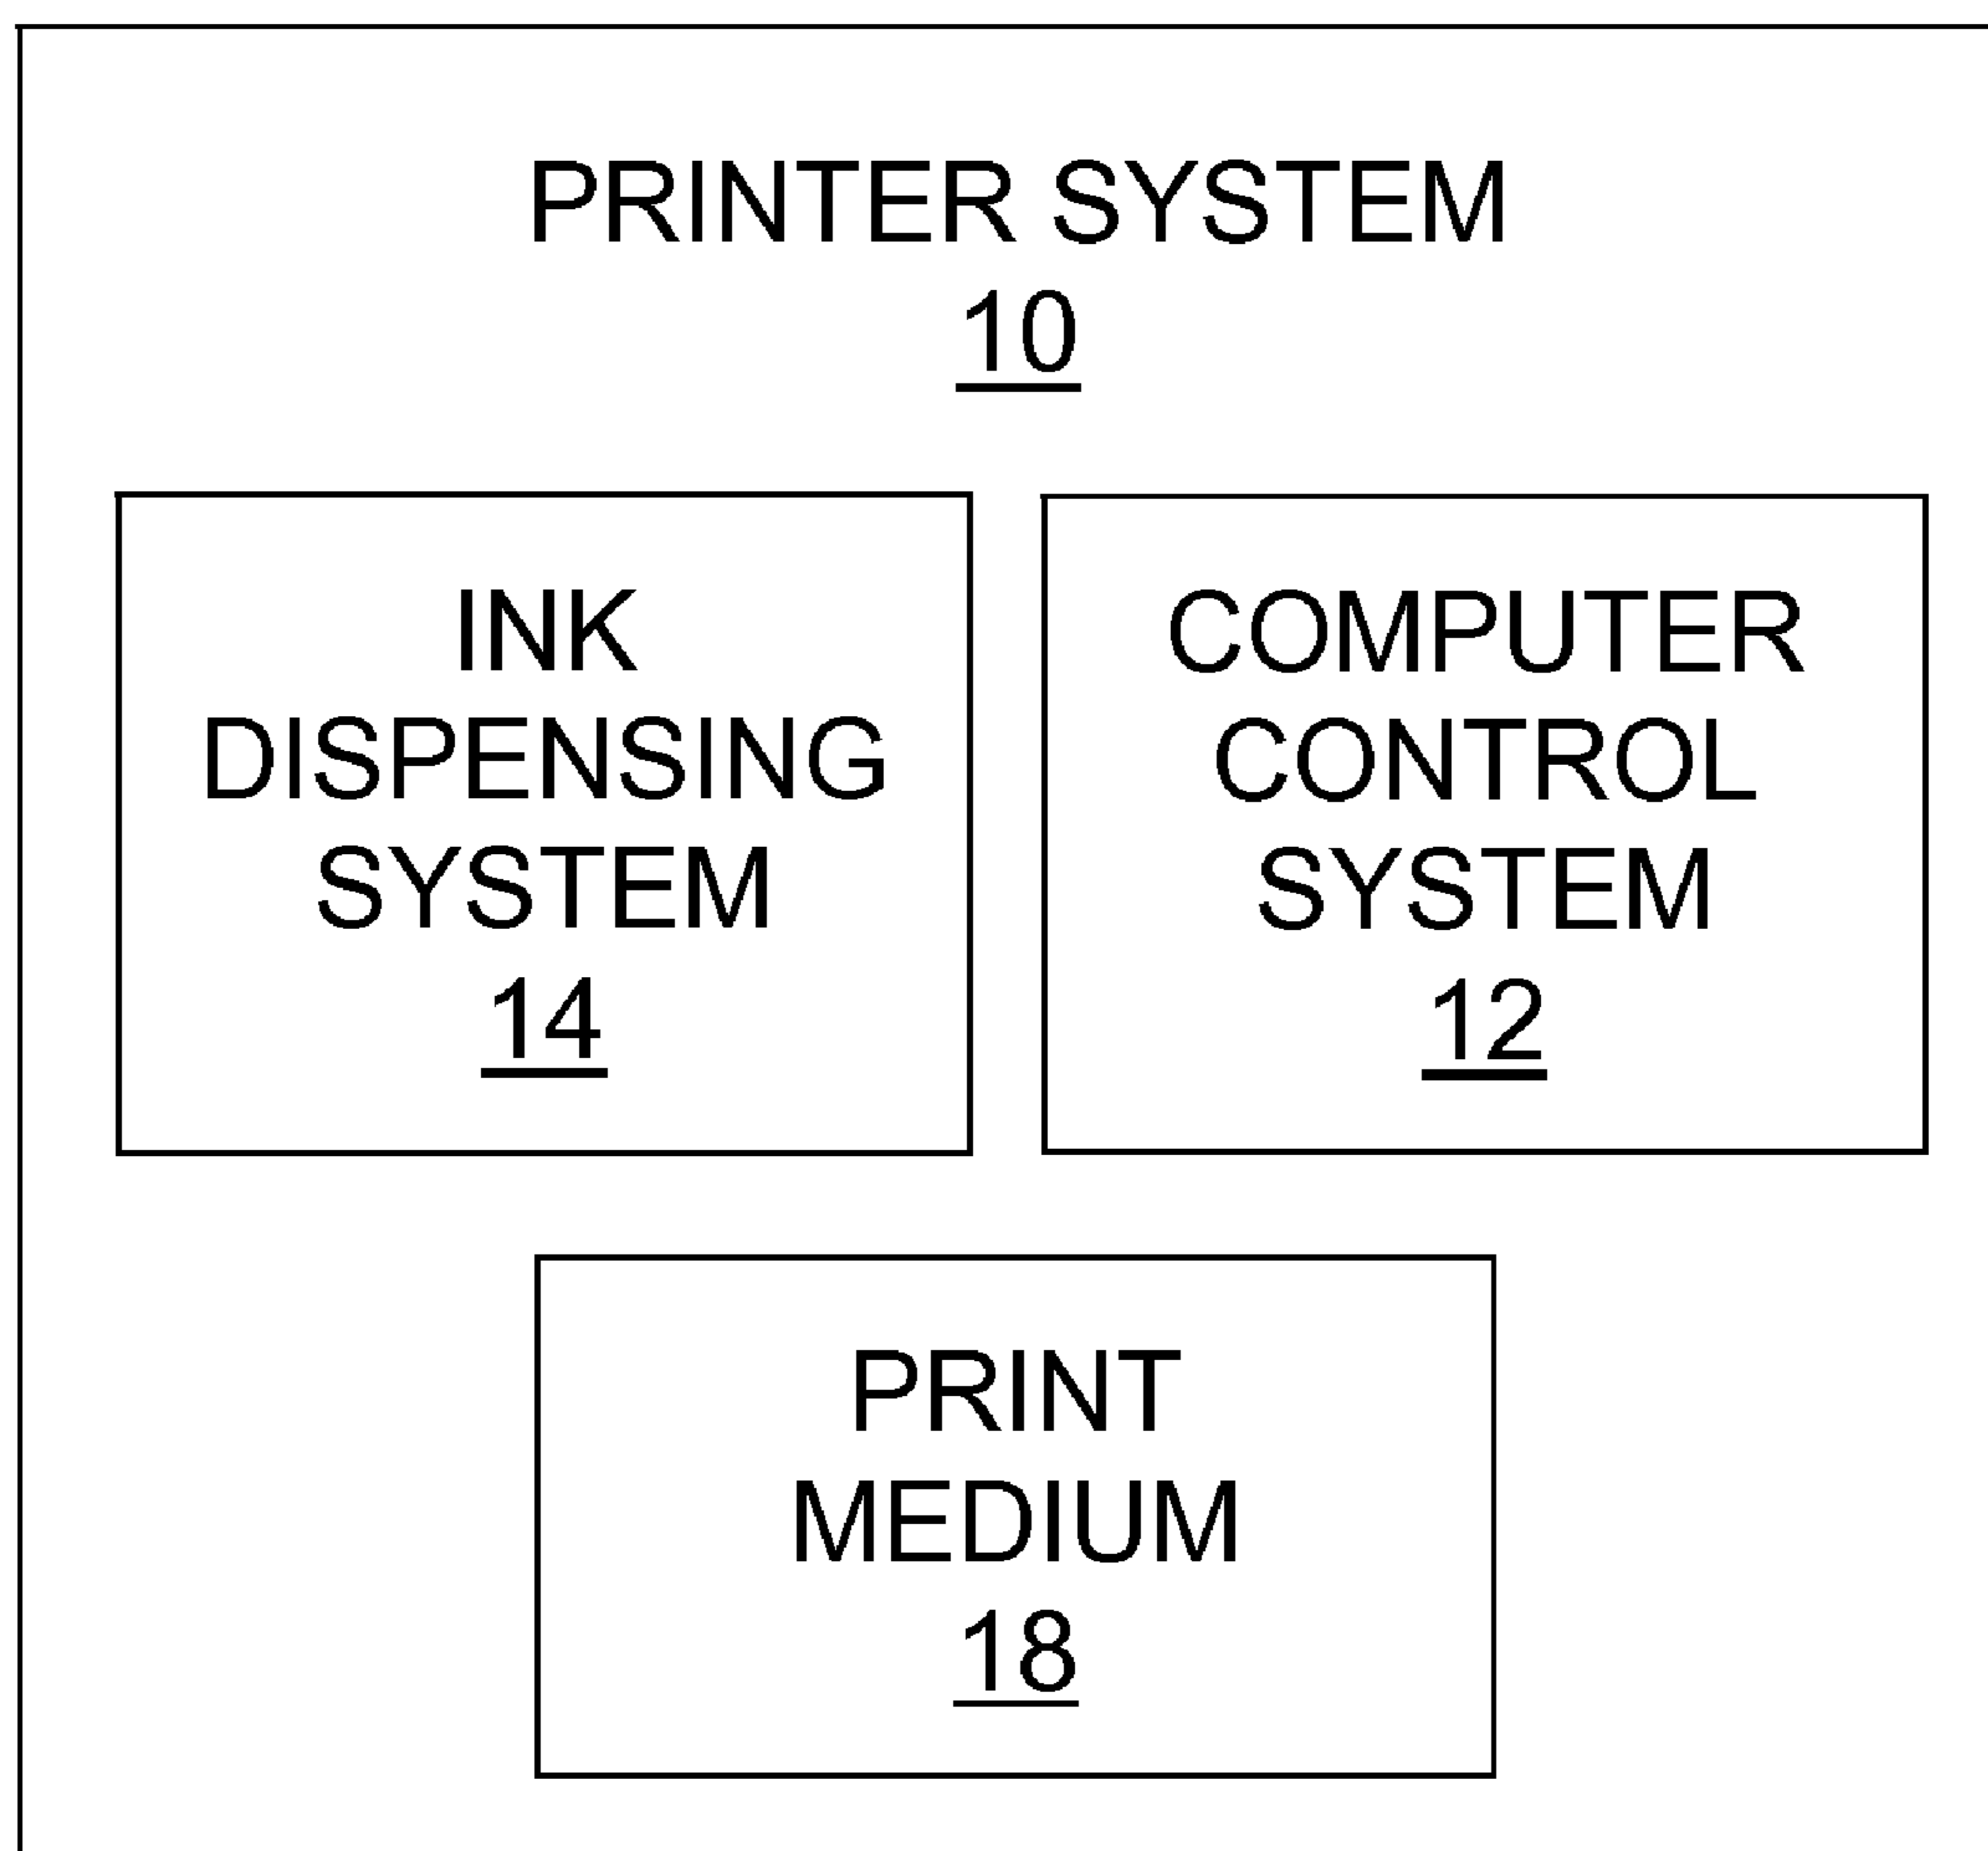 PRINTER SYSTEM
10
INK
DISPENSING
SYSTEM
14
COMPUTER
CONTROL
SYSTEM
12
PRINT
MEDIUM
18